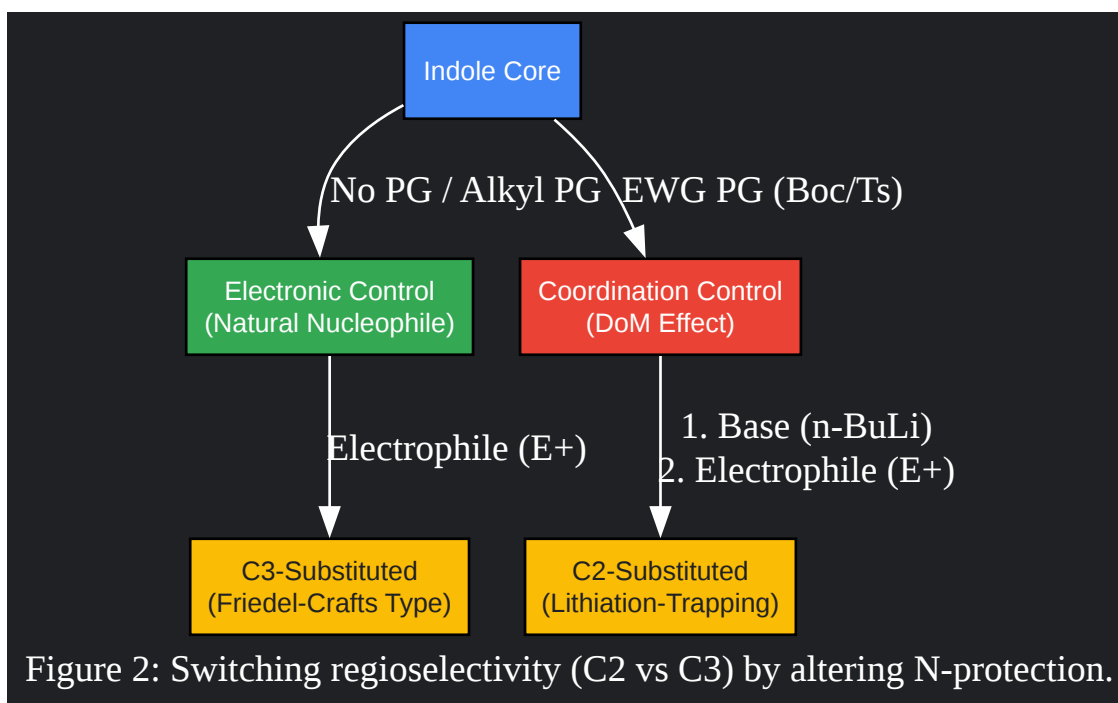 Indole Core
No PG / Alkyl PG
EWG PG (Boc/Ts)
Electronic Control
(Natural Nucleophile)
Coordination Control
(DoM Effect)
Electrophile (E+)
1. Base (n-BuLi)
2. Electrophile (E+)
C3-Substituted
(Friedel-Crafts Type)
C2-Substituted
(Lithiation-Trapping)
Figure 2: Switching regioselectivity (C2 vs C3) by altering N-protection.